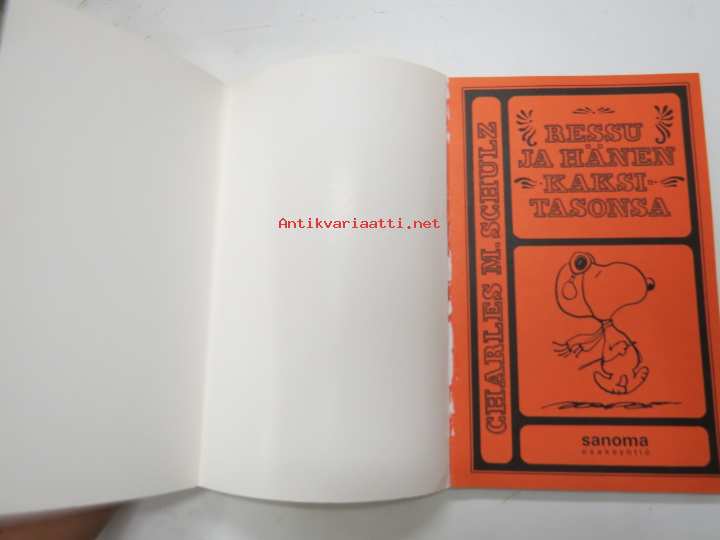 Antikvariaatti.net
CHARLES M. SCHULZ
RESSU
JA HÄNEN
KAKSI-
TASONSA
sanoma
osakeyhtiö